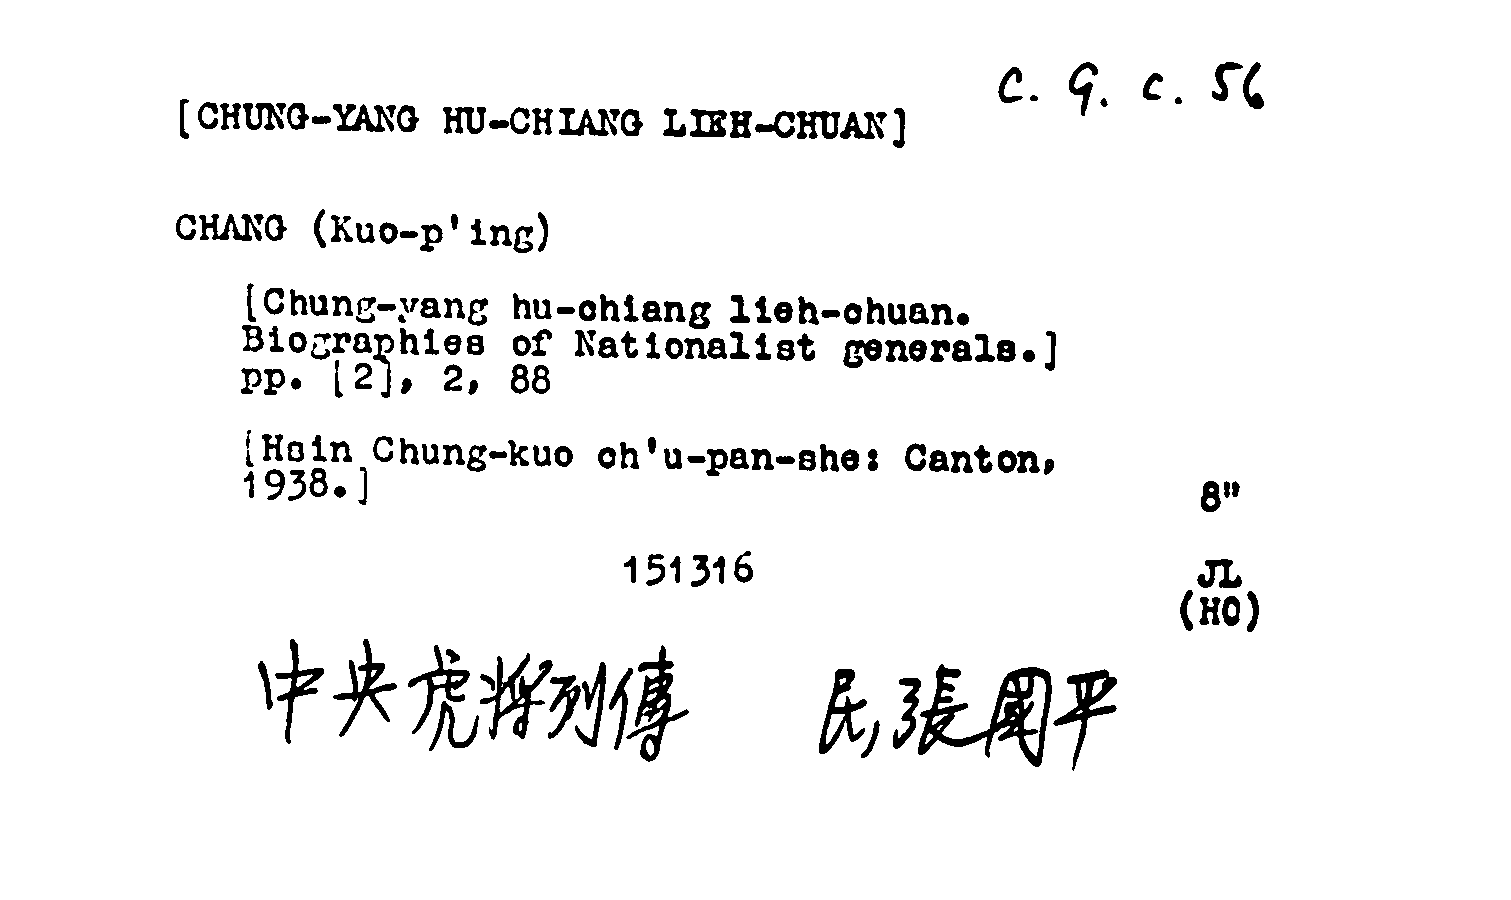 C. G. c. 56
[CHUNG-YANG HU-CHIANG LIEH-CHUAN]
CHANG (Kuo-p'ing)
[Chung-yang hu-chiang lieh-chuan.
Biographies of Nationalist generals.]
pp. [2], 2, 88
[Hsin Chung-kuo ch'u-pan-she: Canton,
1938.]
8"
151316
JL
(HO)
中央虎将列傳 民,張國平